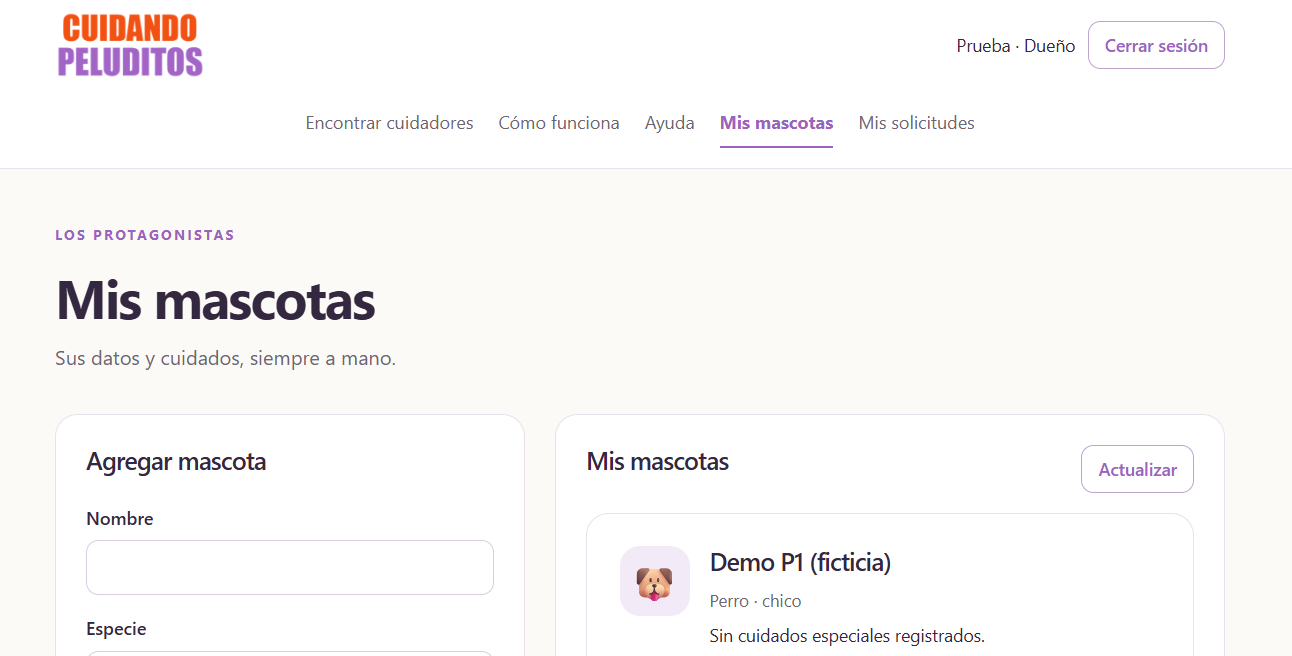 CUIDANDO
PELUDITOS
Prueba · Dueño
Cerrar sesión
Encontrar cuidadores
Cómo funciona
Ayuda
Mis mascotas
Mis solicitudes
LOS PROTAGONISTAS
Mis mascotas
Sus datos y cuidados, siempre a mano.
Agregar mascota
Nombre
Especie
Mis mascotas
Actualizar
Demo P1 (ficticia)
Perro · chico
Sin cuidados especiales registrados.